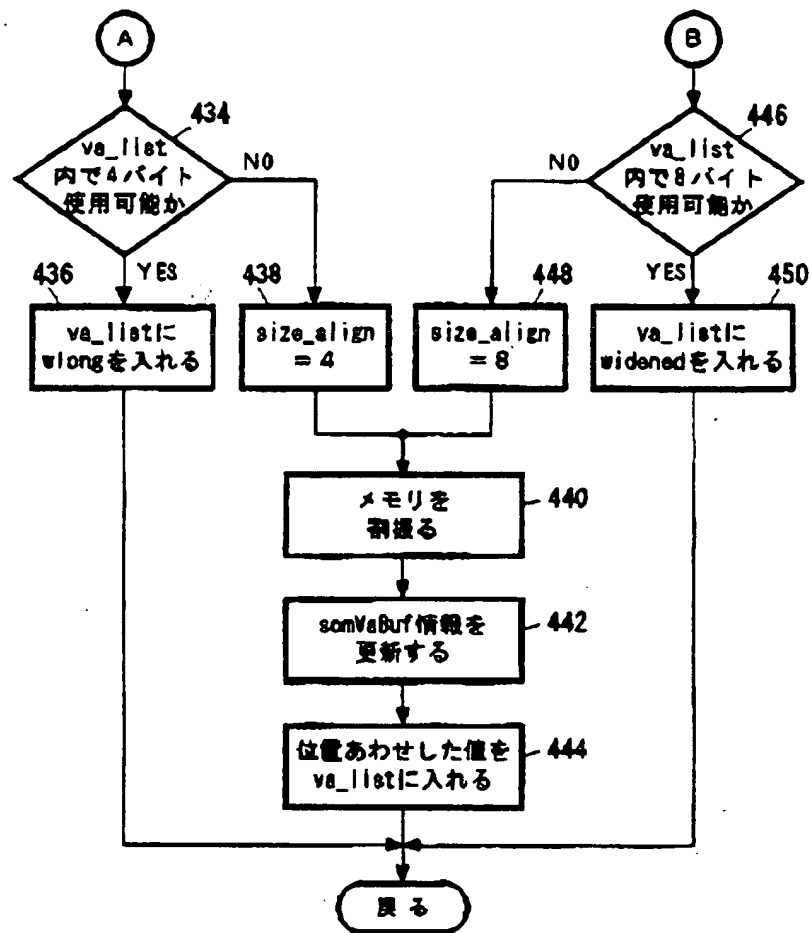 A
B
434
va_list
内で4バイト
使用可能か
NO
YES
446
va_list
内で8バイト
使用可能か
NO
YES
436
va_listに
wlongを入れる
438
size_align
= 4
448
size_align
= 8
450
va_listに
widenedを入れる
メモリを
割振る
440
somVaBuf情報を
更新する
442
位置あわせした値を
va_listに入れる
444
戻る